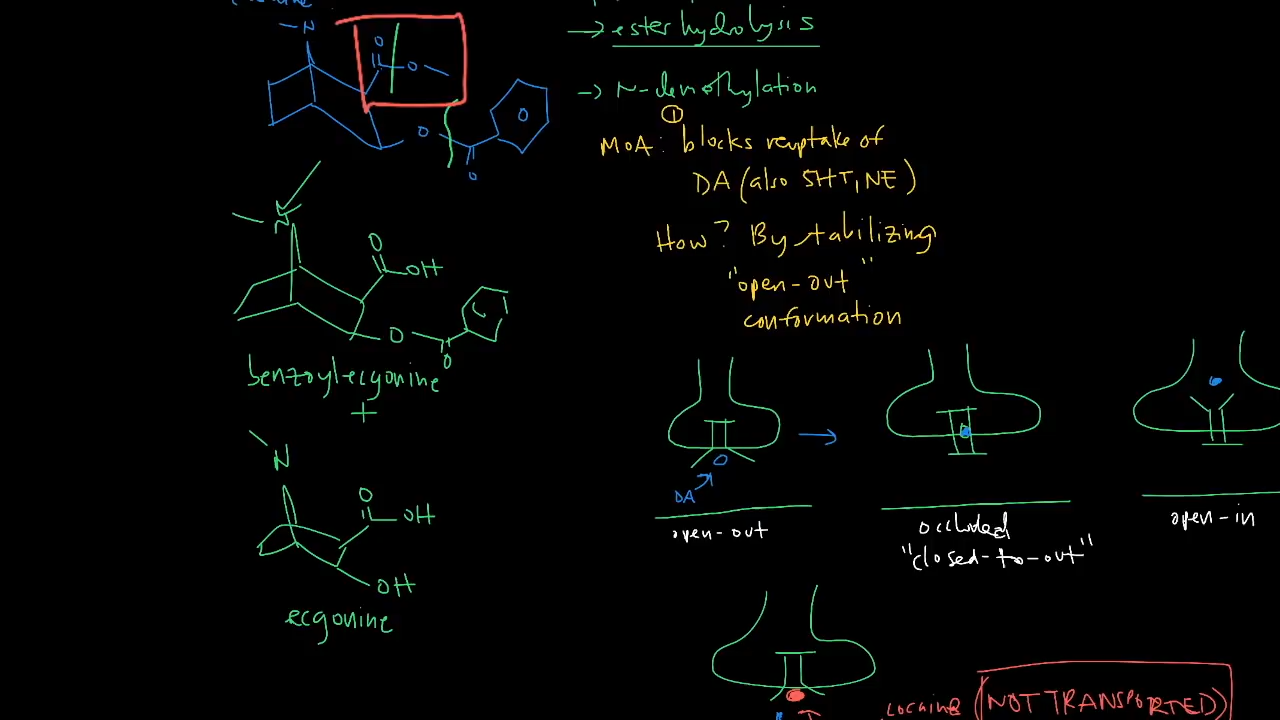 → ester hydrolysis
→ N-demethylation
①
MoA: blocks reuptake of
DA (also 5HT, NE)
How? By stabilizing
"open-out"
conformation
N
O
O
O
O
O
N
O
OH
O
O
benzoylecgonine
+
N
O
OH
OH
ecgonine
DA
open-out
occluded
"closed-to-out"
open-in
cocaine (NOT TRANSPORTED)